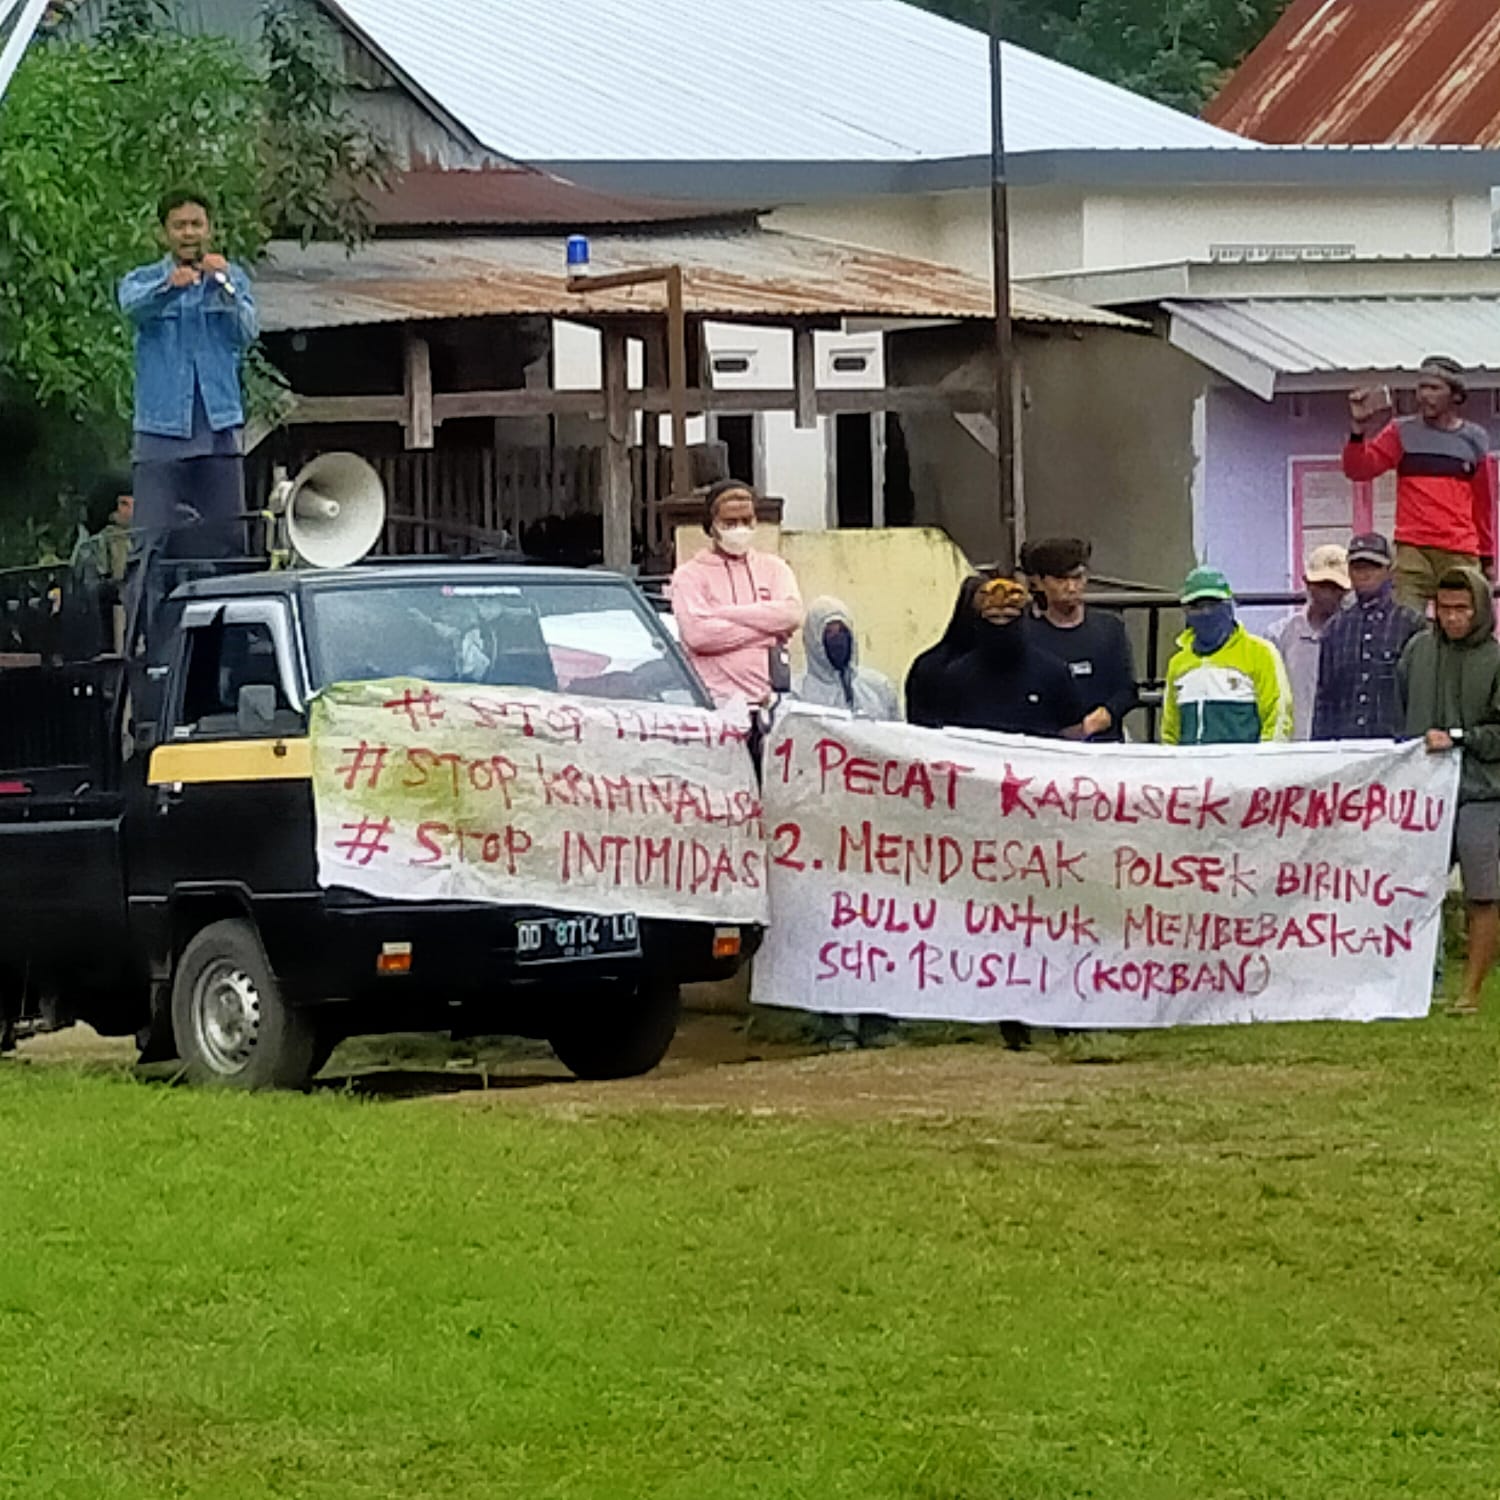 # STOP MAFIA
# STOP KRIMINALISA
# STOP INTIMIDASI
1. PECAT KAPOLSEK BIRINGBULU
2. MENDESAK POLSEK BIRING-
BULU UNTUK MEMBEBASKAN
Sdr. RUSLI (KORBAN)
DD 8714 LO